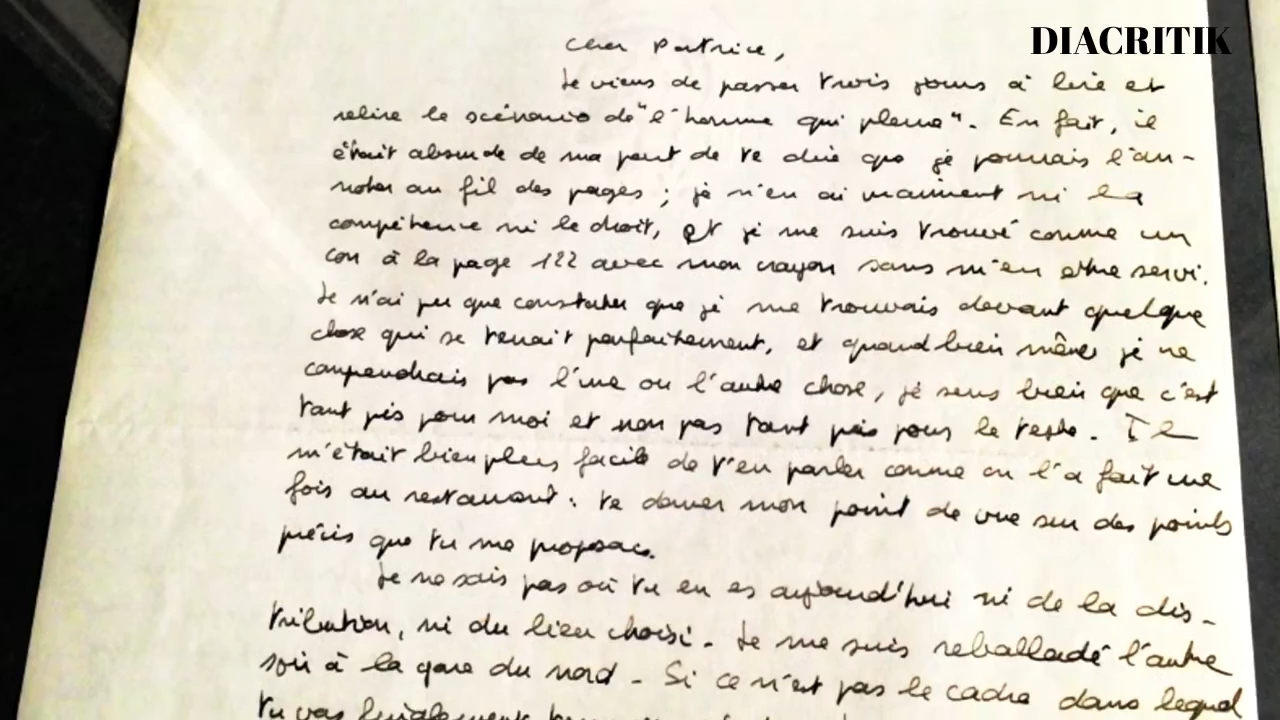 DIACRITIK
Cher Patrice,
Je viens de passer trois jours à lire et
relire le scénario de "l'homme qui pleure". En fait, il
était absurde de ma part de te dire que je pourrais l'an-
noter au fil des pages ; je n'en ai vraiment ni la
compétence ni le droit, et je me suis trouvé comme un
con à la page 122 avec mon crayon sans m'en être servi.
Je n'ai pu que constater que je me trouvais devant quelque
chose qui se tenait parfaitement, et quand bien même je ne
comprendrais pas l'une ou l'autre chose, je sens bien que c'est
tant pis pour moi et non pas tant pis pour le texte. Il
m'était bien plus facile de t'en parler comme on l'a fait une
fois au restaurant : te donner mon point de vue sur des points
précis que tu me proposais.
Je ne sais pas où tu en es aujourd'hui ni de la dis-
tribution, ni du lieu choisi. Je me suis reballadé l'autre
soir à la gare du nord. Si ce n'est pas le cadre dans lequel
tu vas finalement